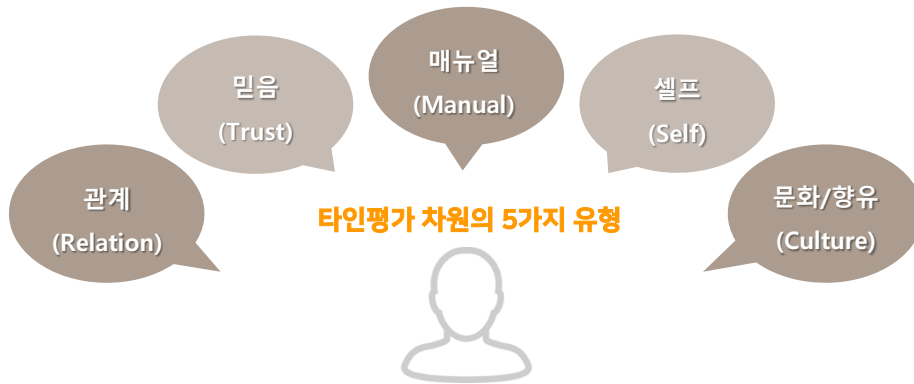 관계
(Relation)
믿음
(Trust)
매뉴얼
(Manual)
셀프
(Self)
문화/향유
(Culture)
타인평가 차원의 5가지 유형